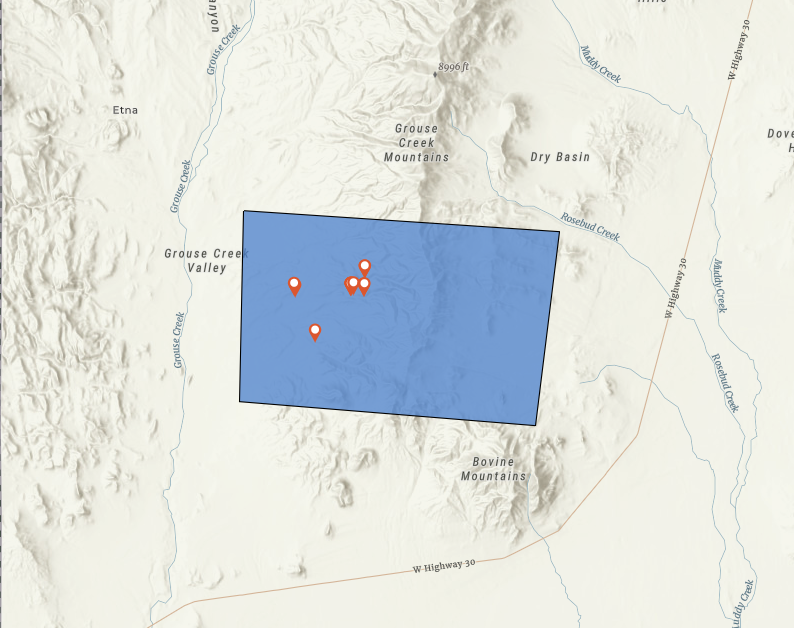 anyon
Grouse Creek
Muddy Creek
W Highway 30
8996 ft
Etna
Grouse
Creek
Mountains
Dry Basin
Dove
H
Grouse Creek
Rosebud Creek
Grouse Creek
Valley
W Highway 30
Muddy Creek
Grouse Creek
Rosebud Creek
Bovine
Mountains
W Highway 30
uddy Creek